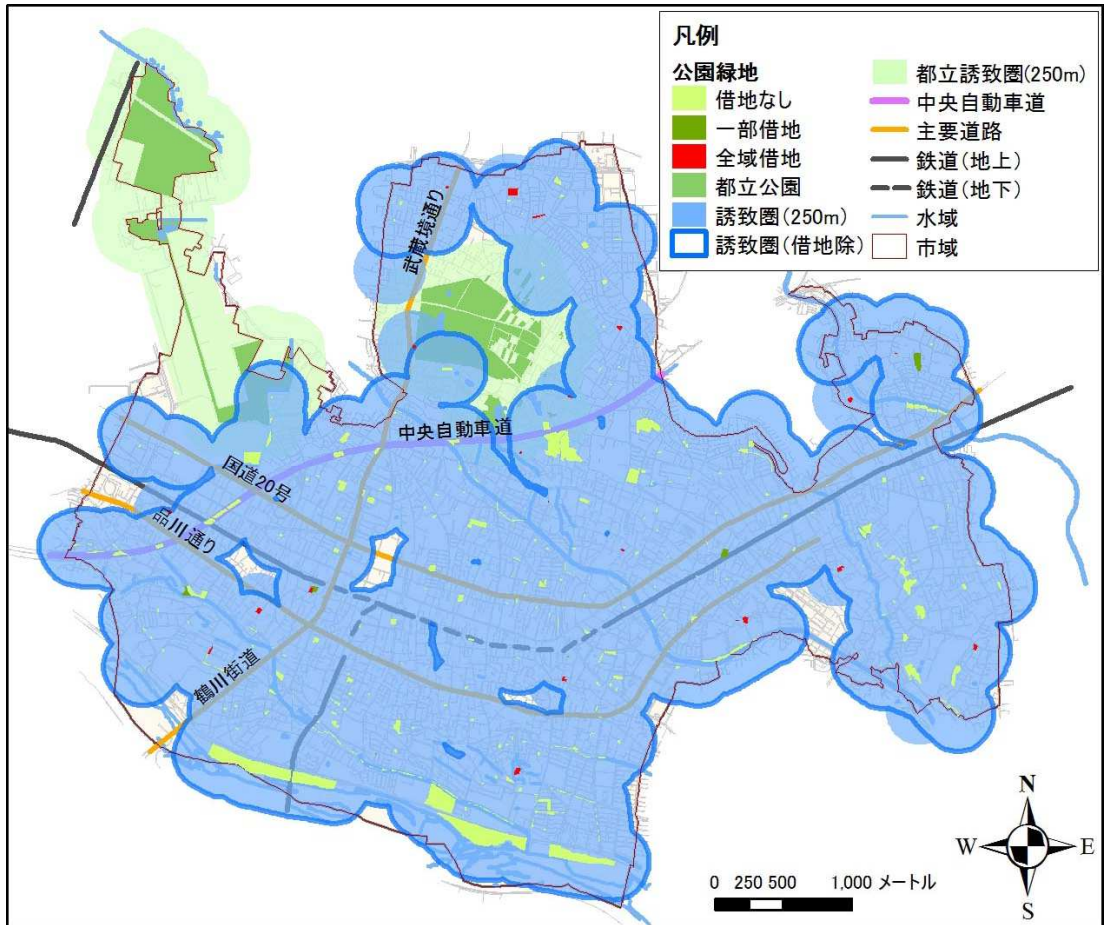 凡例
公園緑地
借地なし
一部借地
全域借地
都立公園
誘致圏(250m)
誘致圏(借地除)
都立誘致圏(250m)
中央自動車道
主要道路
鉄道(地上)
鉄道(地下)
水域
市域
武蔵境通り
中央自動車道
国道20号
品川通り
鶴川街道
N
W
E
S
0 250 500 1,000 メートル